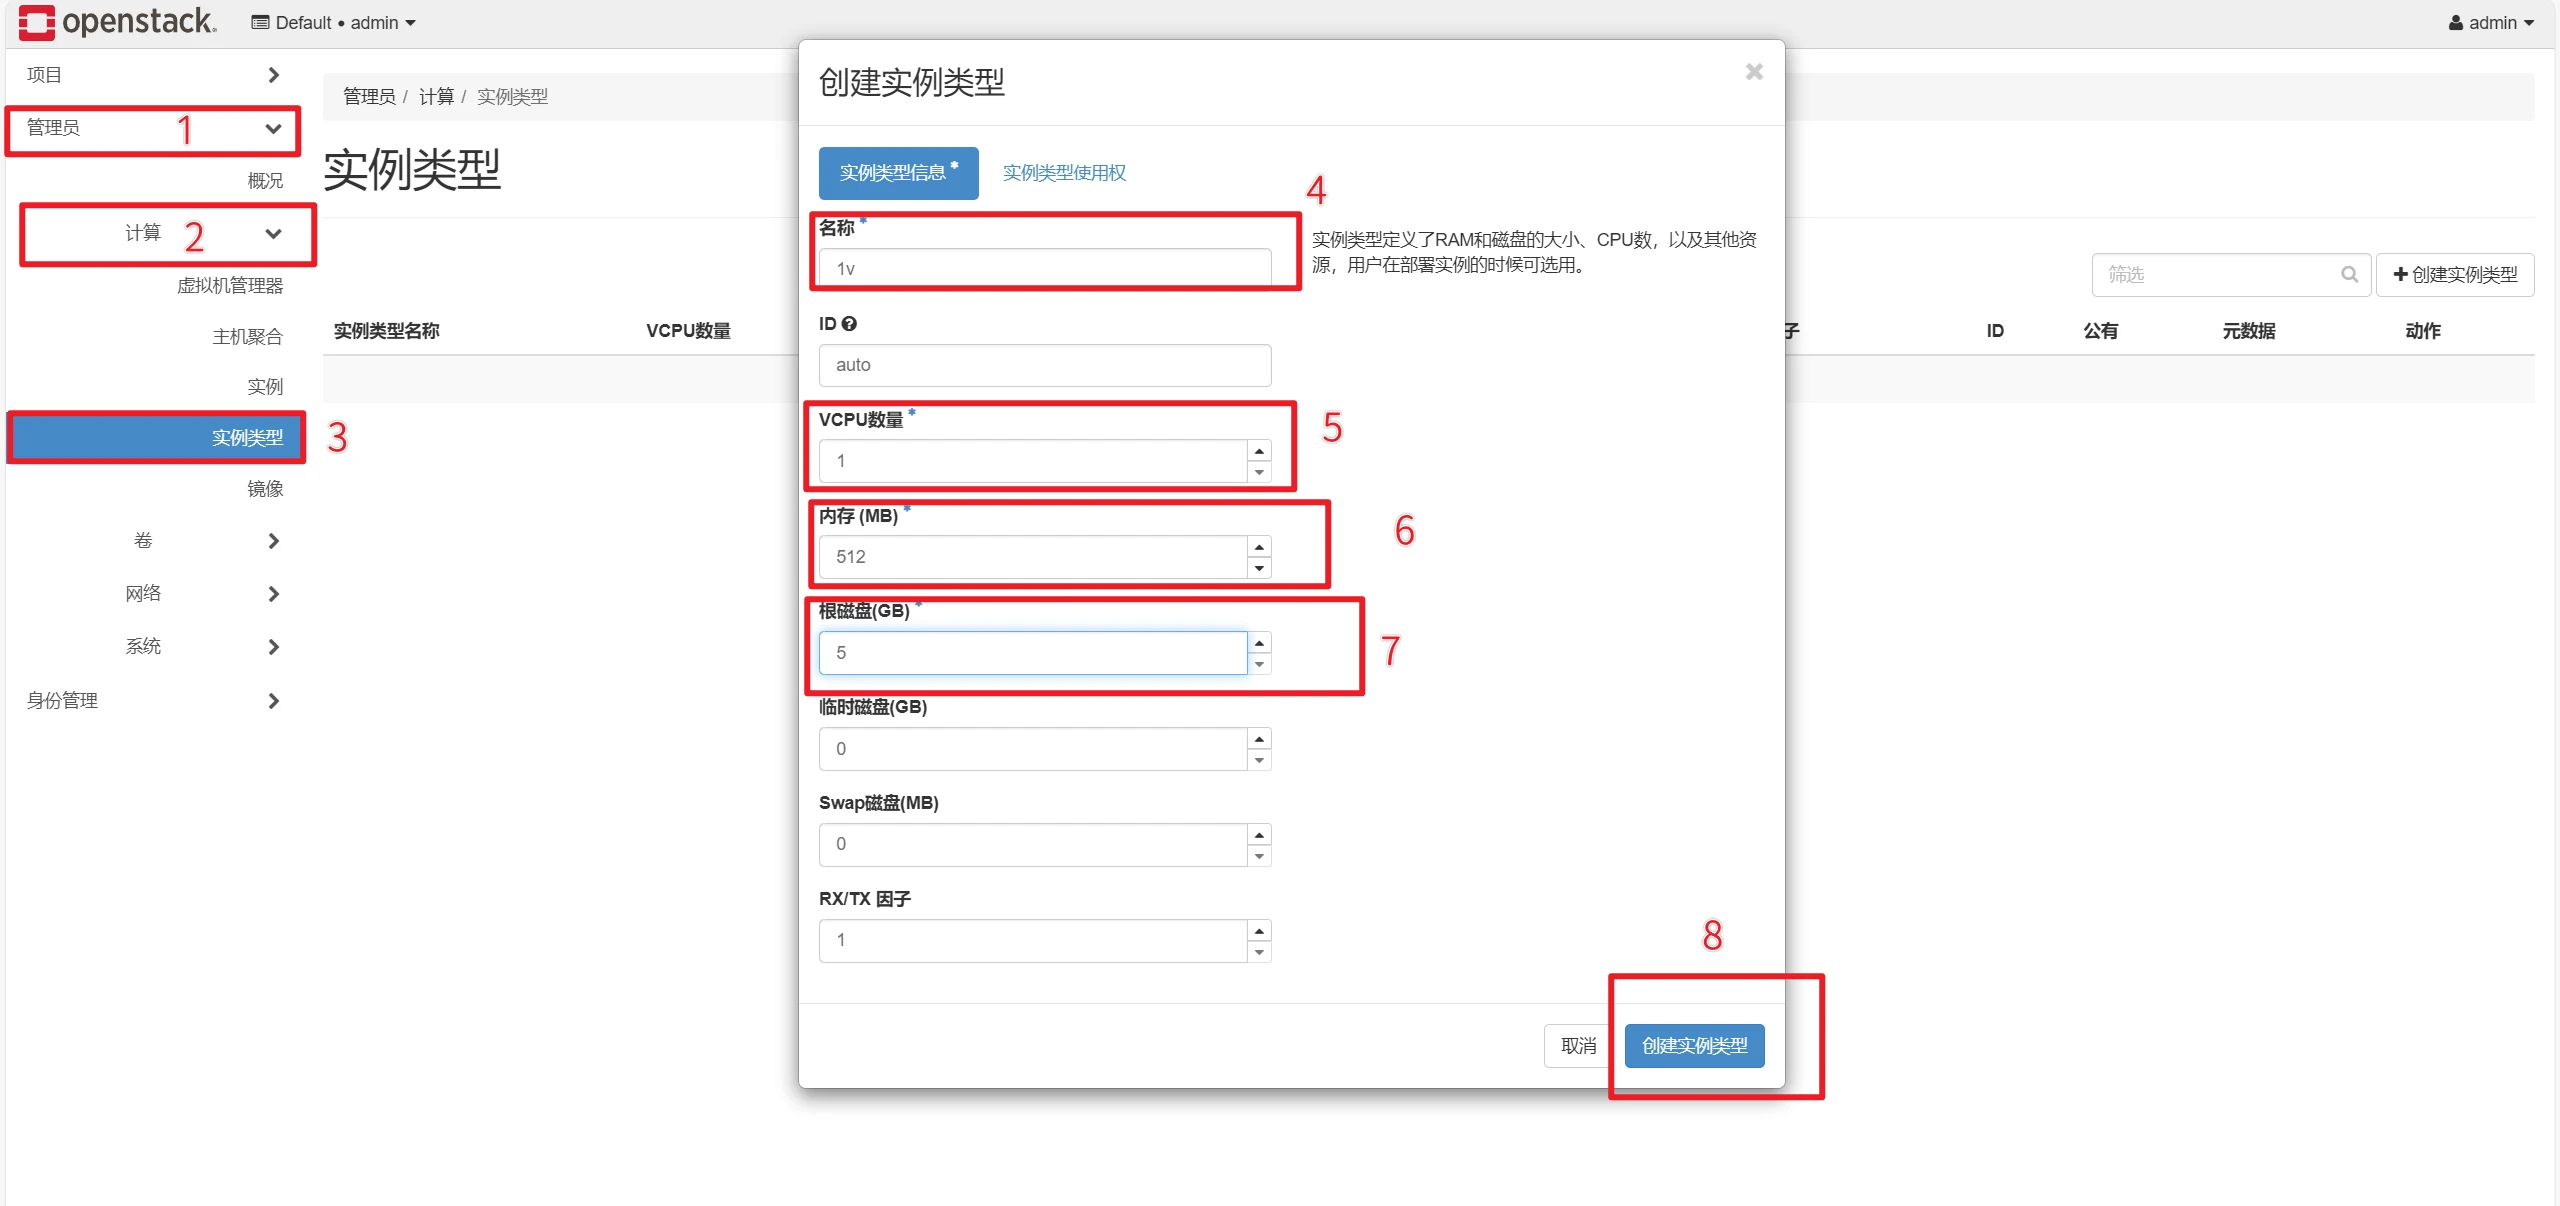 openstack.
Default • admin
admin
项目
管理员
1
概况
计算
2
虚拟机管理器
主机聚合
实例
实例类型
3
镜像
卷
网络
系统
身份管理
管理员 / 计算 / 实例类型
实例类型
筛选
创建实例类型
实例类型名称
VCPU数量
子
ID
公有
元数据
动作
创建实例类型
×
实例类型信息 *
实例类型使用权
4
名称 *
1v
实例类型定义了RAM和磁盘的大小、CPU数，以及其他资
源，用户在部署实例的时候可选用。
ID
auto
VCPU数量 *
1
5
内存 (MB) *
512
6
根磁盘(GB) *
5
7
临时磁盘(GB)
0
Swap磁盘(MB)
0
RX/TX 因子
1
8
取消
创建实例类型